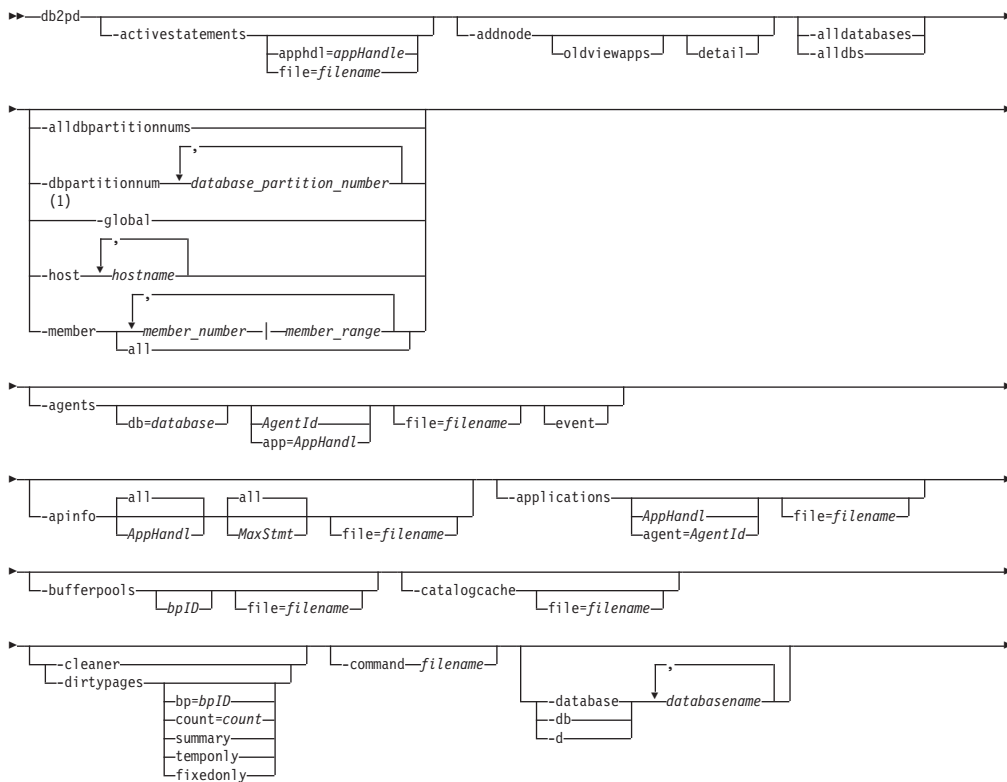 db2pd
-activestatements
apphdl=appHandle
file=filename
-addnode
oldviewapps
detail
-alldatabases
-alldbs
-alldbpartitionnums
,
-dbpartitionnum database_partition_number
(1)
-global
,
-host hostname
,
-member member_number | member_range
all
-agents
db=database
AgentId
app=AppHandl
file=filename
event
-apinfo
all
AppHandl
all
MaxStmt
file=filename
-applications
AppHandl
agent=AgentId
file=filename
-bufferpools
bpID
file=filename
-catalogcache
file=filename
-cleaner
-dirtypages
bp=bpID
count=count
summary
temponly
fixedonly
-command filename
-database
-db
-d
,
databasename